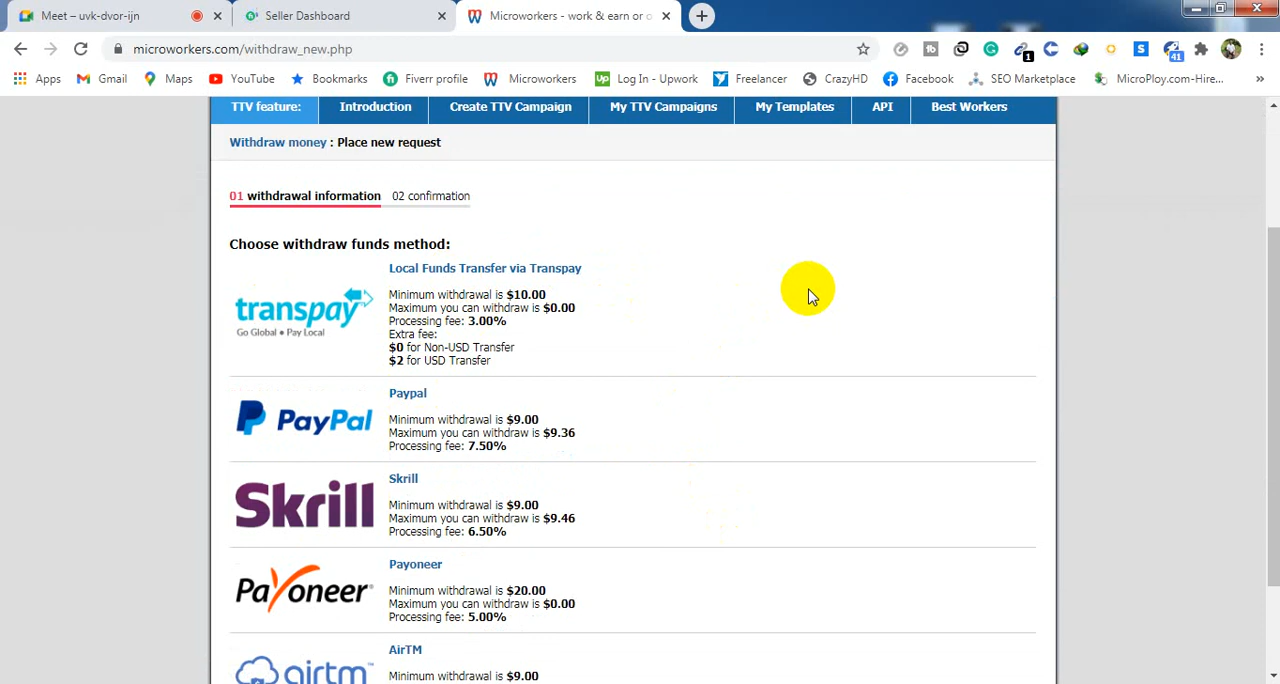 Meet – uvk-dvor-ijn
Seller Dashboard
Microworkers - work & earn or o
microworkers.com/withdraw_new.php
1
41
Apps
Gmail
Maps
YouTube
Bookmarks
Fiverr profile
Microworkers
Up
Log In - Upwork
Freelancer
CrazyHD
Facebook
SEO Marketplace
MicroPloy.com-Hire...
»
TTV feature:
Introduction
Create TTV Campaign
My TTV Campaigns
My Templates
API
Best Workers
Withdraw money : Place new request
01 withdrawal information
02 confirmation
Choose withdraw funds method:
transpay
Go Global • Pay Local
Local Funds Transfer via Transpay
Minimum withdrawal is $10.00
Maximum you can withdraw is $0.00
Processing fee: 3.00%
Extra fee:
$0 for Non-USD Transfer
$2 for USD Transfer
PayPal
Paypal
Minimum withdrawal is $9.00
Maximum you can withdraw is $9.36
Processing fee: 7.50%
Skrill
Skrill
Minimum withdrawal is $9.00
Maximum you can withdraw is $9.46
Processing fee: 6.50%
Payoneer
Payoneer
Minimum withdrawal is $20.00
Maximum you can withdraw is $0.00
Processing fee: 5.00%
airtm
AirTM
Minimum withdrawal is $9.00